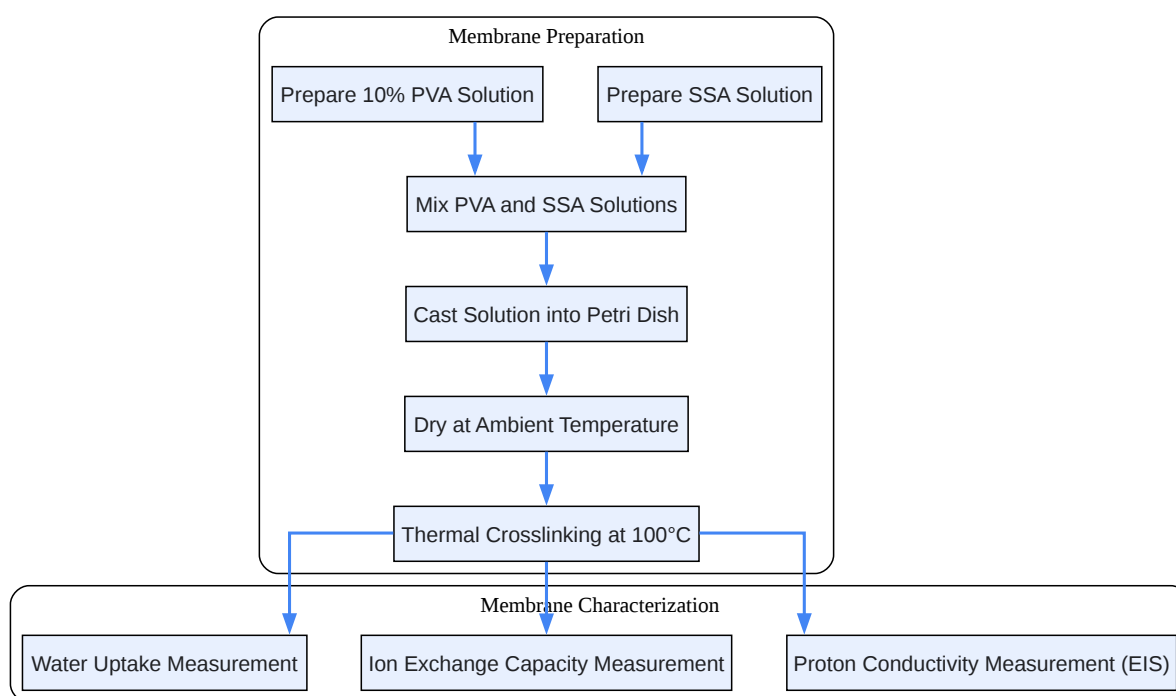 Membrane Preparation
Prepare 10% PVA Solution
Prepare SSA Solution
Mix PVA and SSA Solutions
Cast Solution into Petri Dish
Dry at Ambient Temperature
Thermal Crosslinking at 100°C
Membrane Characterization
Water Uptake Measurement
Ion Exchange Capacity Measurement
Proton Conductivity Measurement (EIS)